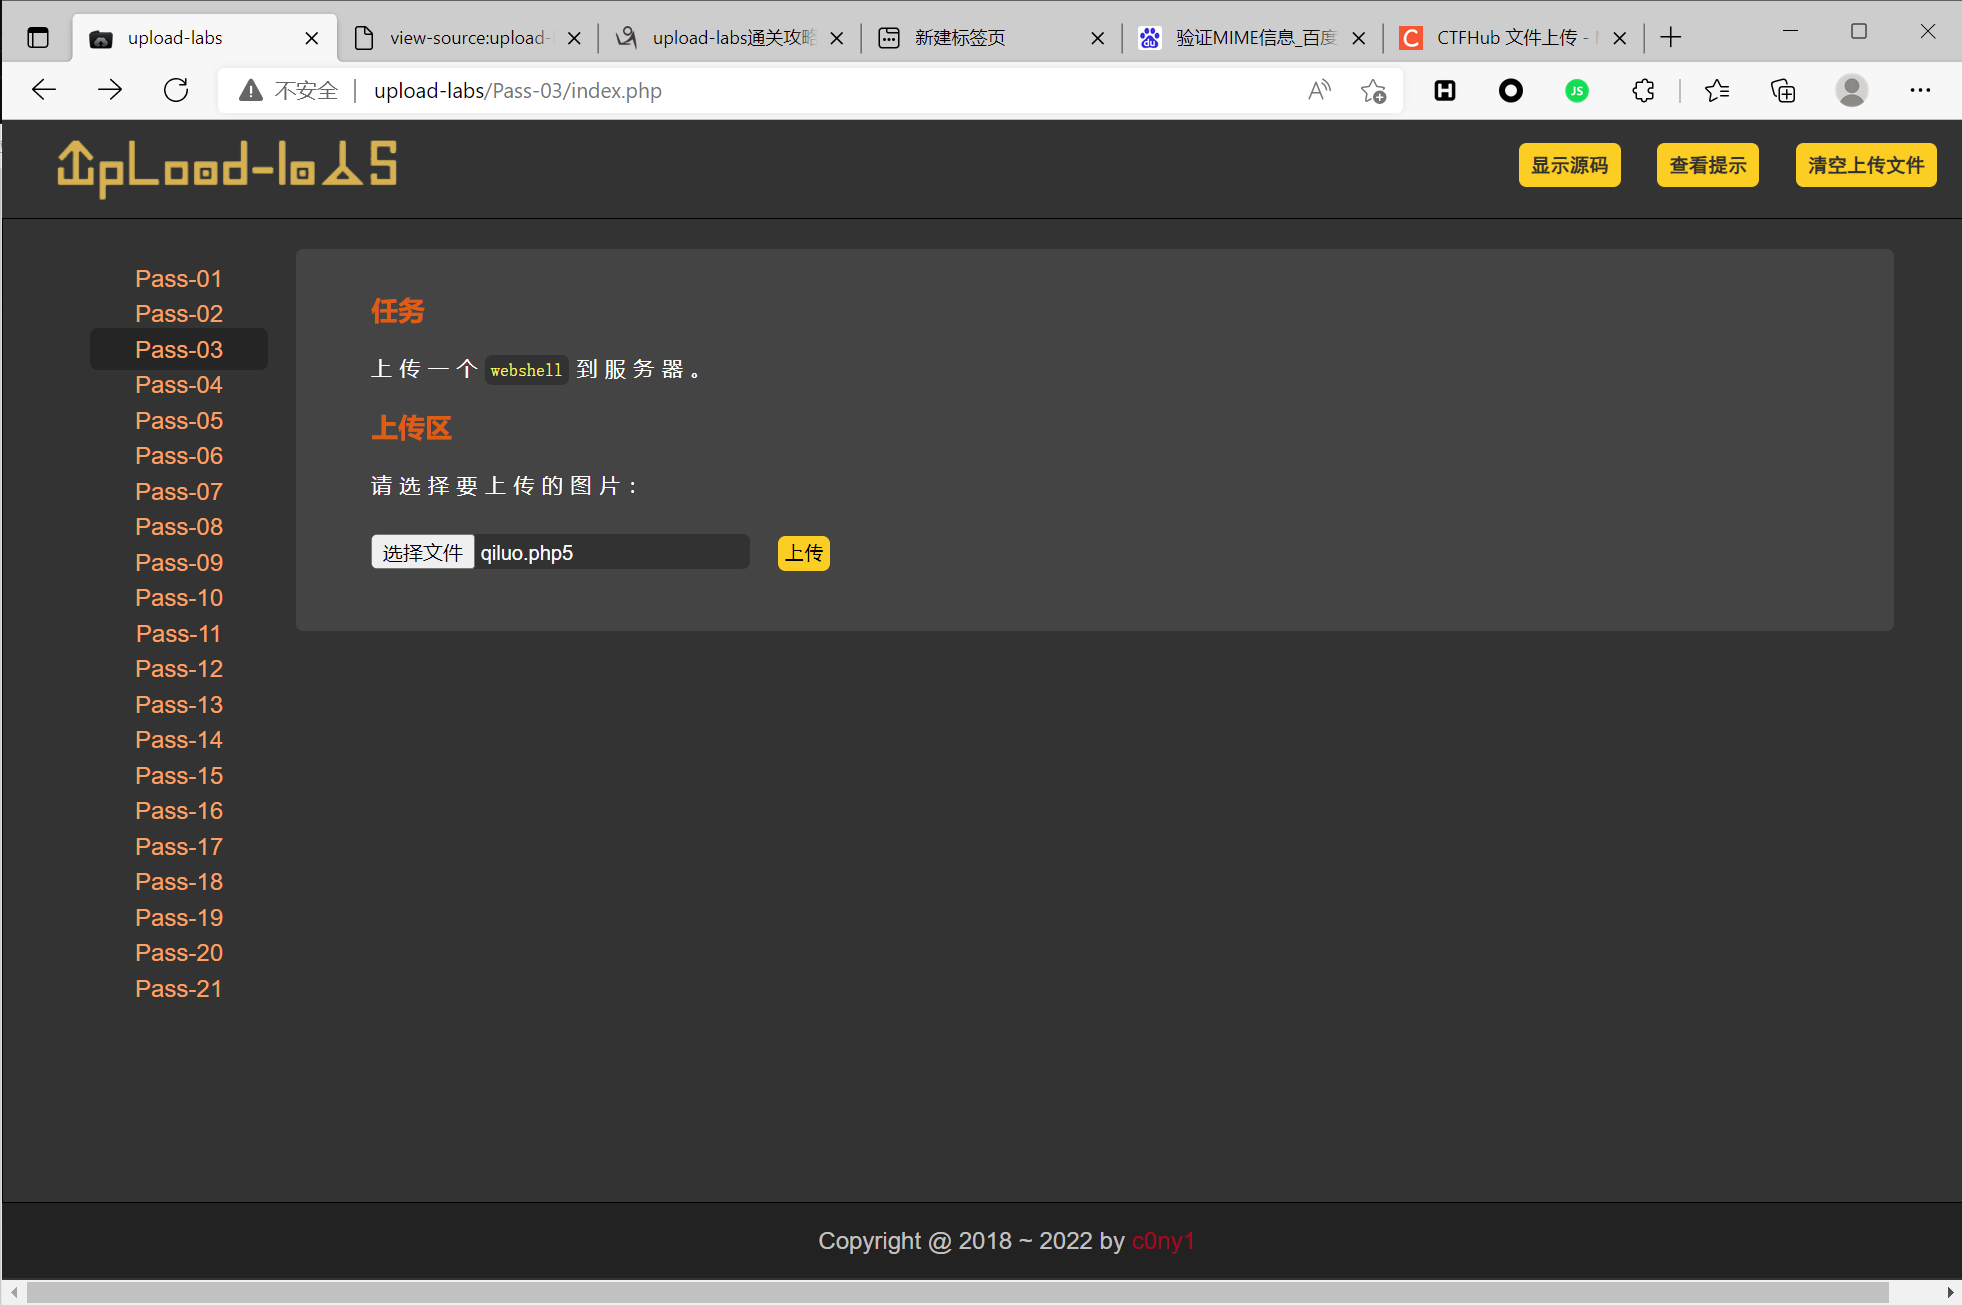 upload-labs
view-source:upload-
upload-labs通关攻略
新建标签页
验证MIME信息_百度
CTFHub 文件上传 -
不安全
upload-labs/Pass-03/index.php
UpLoad-labs
显示源码
查看提示
清空上传文件
Pass-01
Pass-02
Pass-03
Pass-04
Pass-05
Pass-06
Pass-07
Pass-08
Pass-09
Pass-10
Pass-11
Pass-12
Pass-13
Pass-14
Pass-15
Pass-16
Pass-17
Pass-18
Pass-19
Pass-20
Pass-21
任务
上传一个 webshell 到服务器。
上传区
请选择要上传的图片：
选择文件 qiluo.php5
上传
Copyright @ 2018 ~ 2022 by c0ny1